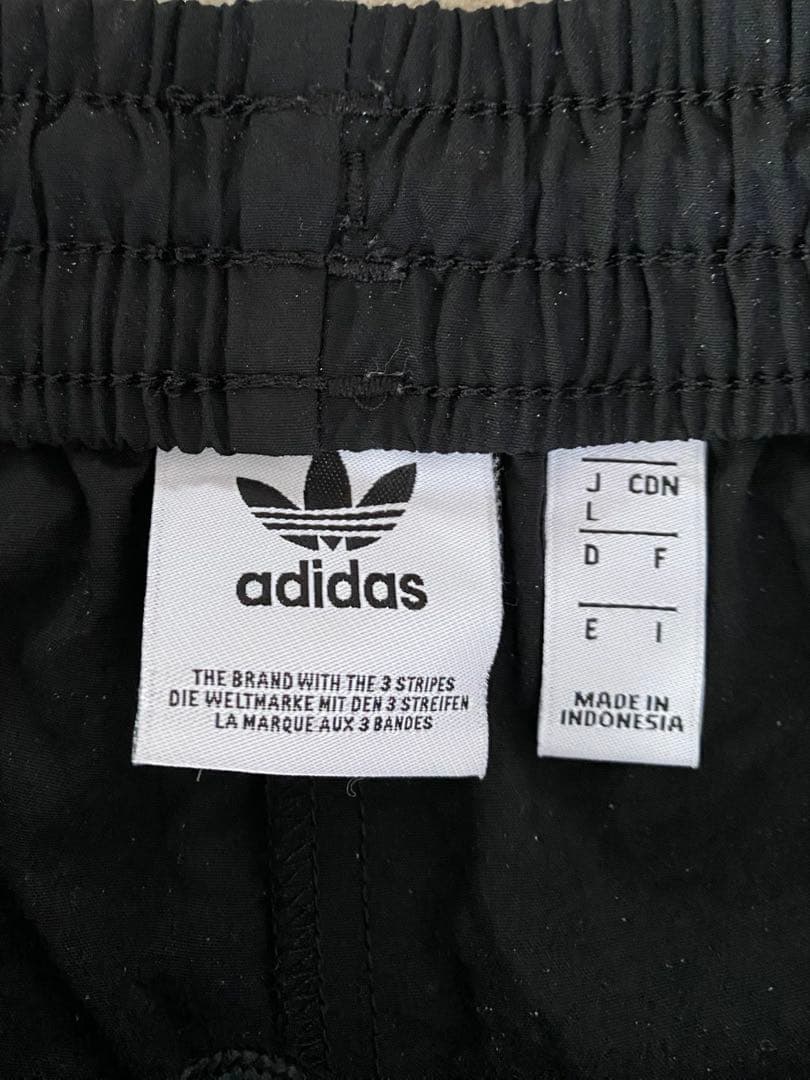 adidas
THE BRAND WITH THE 3 STRIPES
DIE WELTMARKE MIT DEN 3 STREIFEN
LA MARQUE AUX 3 BANDES
J CDN
L
D F
E I
MADE IN
INDONESIA